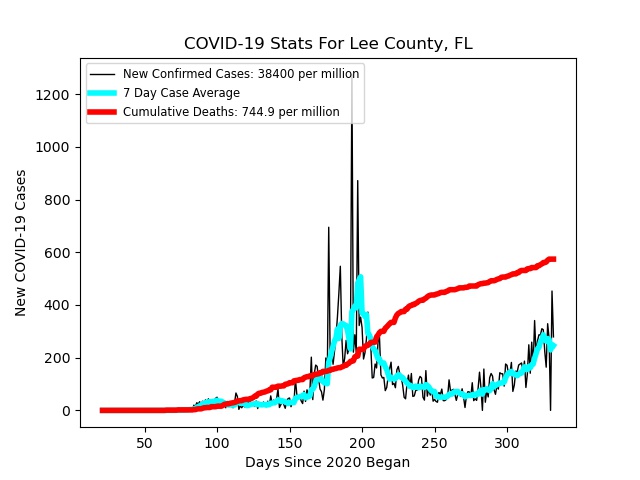 COVID-19 Stats For Lee County, FL
New Confirmed Cases: 38400 per million
7 Day Case Average
Cumulative Deaths: 744.9 per million
1200
1000
800
600
400
200
0
New COVID-19 Cases
50 100 150 200 250 300
Days Since 2020 Began